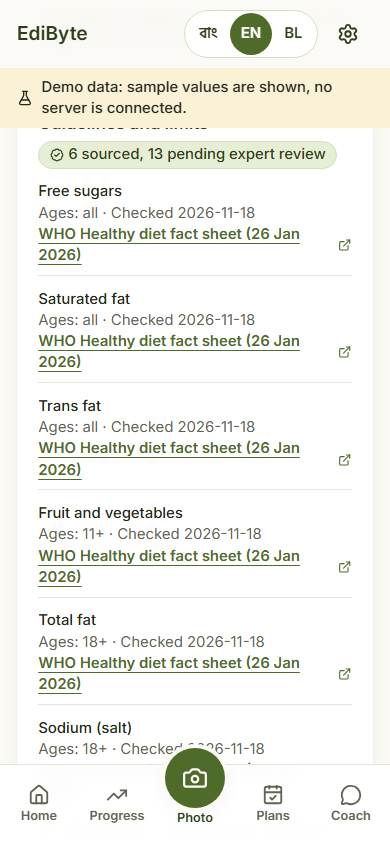 EdiByte
বাং EN BL
Demo data: sample values are shown, no
server is connected.
6 sourced, 13 pending expert review
Free sugars
Ages: all · Checked 2026-11-18
WHO Healthy diet fact sheet (26 Jan
2026)
Saturated fat
Ages: all · Checked 2026-11-18
WHO Healthy diet fact sheet (26 Jan
2026)
Trans fat
Ages: all · Checked 2026-11-18
WHO Healthy diet fact sheet (26 Jan
2026)
Fruit and vegetables
Ages: 11+ · Checked 2026-11-18
WHO Healthy diet fact sheet (26 Jan
2026)
Total fat
Ages: 18+ · Checked 2026-11-18
WHO Healthy diet fact sheet (26 Jan
2026)
Sodium (salt)
Ages: 18+ · Checked 2026-11-18
Home Progress Photo Plans Coach